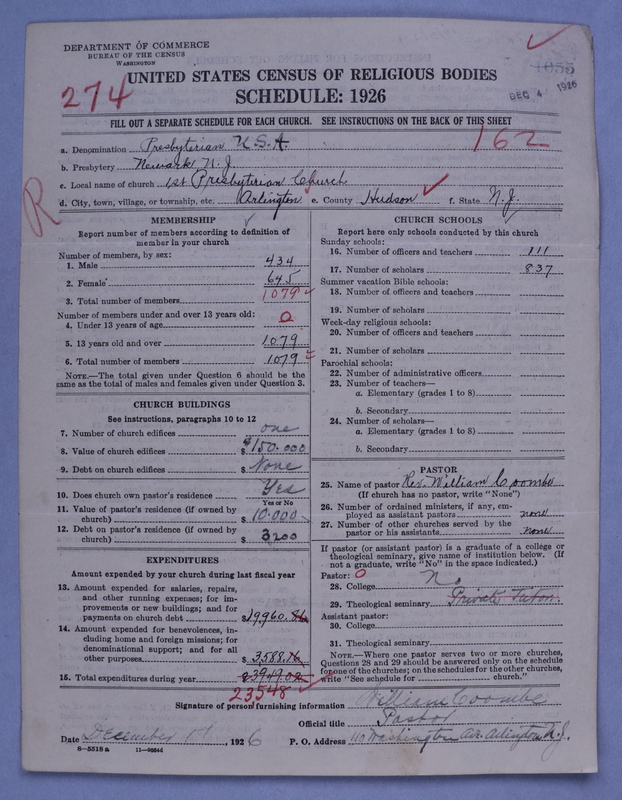 DEPARTMENT OF COMMERCE
BUREAU OF THE CENSUS
WASHINGTON
1655
DEC 4 1926
UNITED STATES CENSUS OF RELIGIOUS BODIES
274
SCHEDULE: 1926
FILL OUT A SEPARATE SCHEDULE FOR EACH CHURCH. SEE INSTRUCTIONS ON THE BACK OF THIS SHEET
162
a. Denomination Presbyterian U.S.A.
b. Presbytery Newark N.J.
c. Local name of church 1st Presbyterian Church
d. City, town, village, or township, etc. Arlington e. County Hudson f. State N.J.
R
MEMBERSHIP
Report number of members according to definition of
member in your church
Number of members, by sex:
1. Male 434
2. Female 645
3. Total number of members 1079
Number of members under and over 13 years old:
4. Under 13 years of age 0
5. 13 years old and over 1079
6. Total number of members 1079
NOTE.—The total given under Question 6 should be the
same as the total of males and females given under Question 3.
CHURCH BUILDINGS
See instructions, paragraphs 10 to 12
7. Number of church edifices one
8. Value of church edifices $150.000
9. Debt on church edifices $ None
10. Does church own pastor's residence Yes
Yes or No
11. Value of pastor's residence (if owned by
church) $ 10.000
12. Debt on pastor's residence (if owned by
church) $ 3200
EXPENDITURES
Amount expended by your church during last fiscal year
13. Amount expended for salaries, repairs,
and other running expenses; for im-
provements or new buildings; and for
payments on church debt $19,960.86
14. Amount expended for benevolences, in-
cluding home and foreign missions; for
denominational support; and for all
other purposes $3,588.16
15. Total expenditures during year $23949.02
23548
CHURCH SCHOOLS
Report here only schools conducted by this church
Sunday schools:
16. Number of officers and teachers 111
17. Number of scholars 837
Summer vacation Bible schools:
18. Number of officers and teachers
19. Number of scholars
Week-day religious schools:
20. Number of officers and teachers
21. Number of scholars
Parochial schools:
22. Number of administrative officers
23. Number of teachers—
a. Elementary (grades 1 to 8)
b. Secondary
24. Number of scholars—
a. Elementary (grades 1 to 8)
b. Secondary
PASTOR
25. Name of pastor Rev. William Coombe
(If church has no pastor, write "None")
26. Number of ordained ministers, if any, em-
ployed as assistant pastors none
27. Number of other churches served by the
pastor or his assistants none
If pastor (or assistant pastor) is a graduate of a college or
theological seminary, give name of institution below. (If
not a graduate, write "No" in the space indicated.)
Pastor: 0
28. College No
29. Theological seminary Private Tutor.
Assistant pastor:
30. College
31. Theological seminary
NOTE.—Where one pastor serves two or more churches,
Questions 28 and 29 should be answered only on the schedule
for one of the churches; on the schedules for the other churches,
write "See schedule for church."
Signature of person furnishing information William Coombe
Official title Pastor
Date December 1st, 1926 P. O. Address 110 Washington Av. Arlington N.J.
8—5518 a